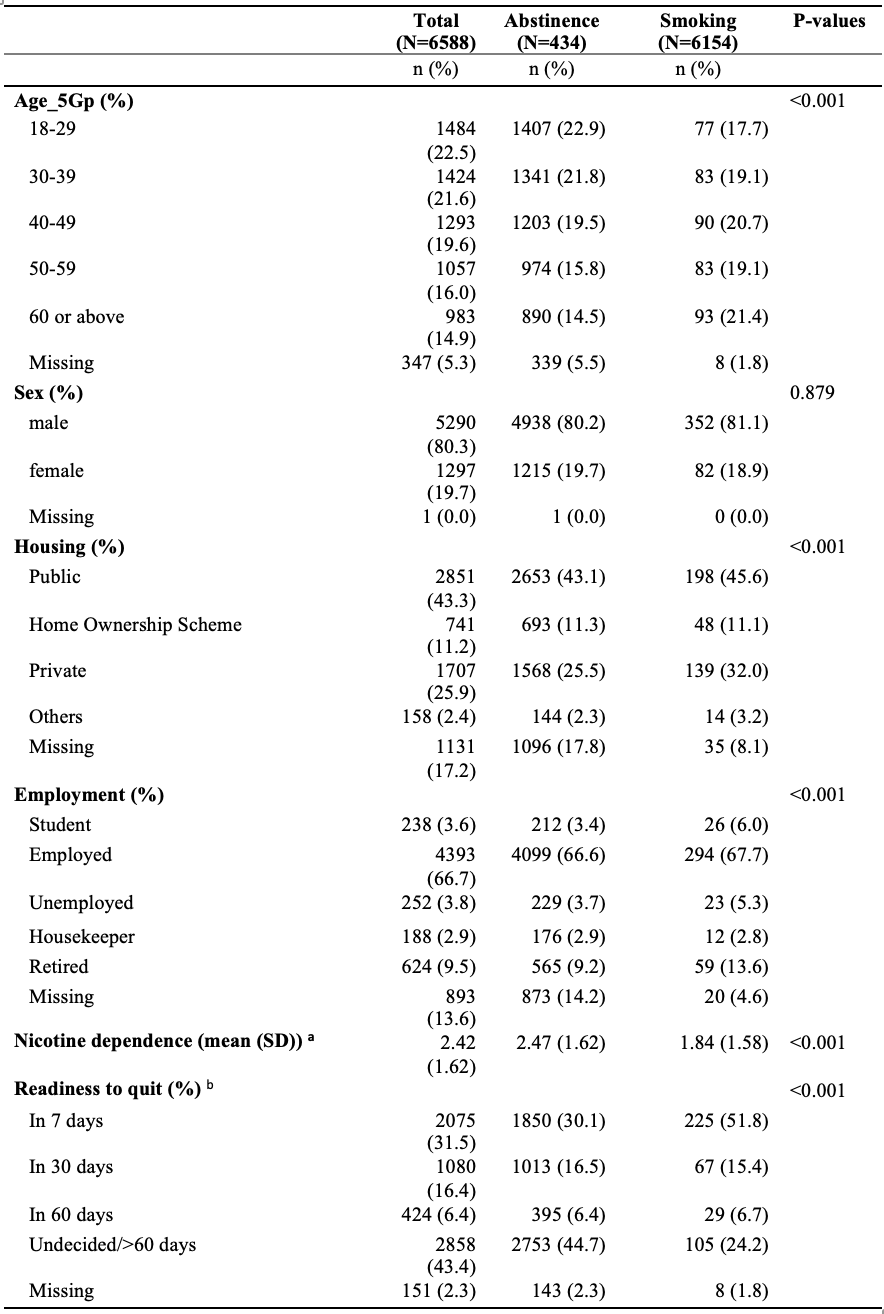 Total Abstinence Smoking P-values
(N=6588) (N=434) (N=6154)
n (%) n (%) n (%)
Age_5Gp (%) <0.001
18-29 1484 1407 (22.9) 77 (17.7)
(22.5)
30-39 1424 1341 (21.8) 83 (19.1)
(21.6)
40-49 1293 1203 (19.5) 90 (20.7)
(19.6)
50-59 1057 974 (15.8) 83 (19.1)
(16.0)
60 or above 983 890 (14.5) 93 (21.4)
(14.9)
Missing 347 (5.3) 339 (5.5) 8 (1.8)
Sex (%) 0.879
male 5290 4938 (80.2) 352 (81.1)
(80.3)
female 1297 1215 (19.7) 82 (18.9)
(19.7)
Missing 1 (0.0) 1 (0.0) 0 (0.0)
Housing (%) <0.001
Public 2851 2653 (43.1) 198 (45.6)
(43.3)
Home Ownership Scheme 741 693 (11.3) 48 (11.1)
(11.2)
Private 1707 1568 (25.5) 139 (32.0)
(25.9)
Others 158 (2.4) 144 (2.3) 14 (3.2)
Missing 1131 1096 (17.8) 35 (8.1)
(17.2)
Employment (%) <0.001
Student 238 (3.6) 212 (3.4) 26 (6.0)
Employed 4393 4099 (66.6) 294 (67.7)
(66.7)
Unemployed 252 (3.8) 229 (3.7) 23 (5.3)
Housekeeper 188 (2.9) 176 (2.9) 12 (2.8)
Retired 624 (9.5) 565 (9.2) 59 (13.6)
Missing 893 873 (14.2) 20 (4.6)
(13.6)
Nicotine dependence (mean (SD)) a 2.42 2.47 (1.62) 1.84 (1.58) <0.001
(1.62)
Readiness to quit (%) b <0.001
In 7 days 2075 1850 (30.1) 225 (51.8)
(31.5)
In 30 days 1080 1013 (16.5) 67 (15.4)
(16.4)
In 60 days 424 (6.4) 395 (6.4) 29 (6.7)
Undecided/>60 days 2858 2753 (44.7) 105 (24.2)
(43.4)
Missing 151 (2.3) 143 (2.3) 8 (1.8)